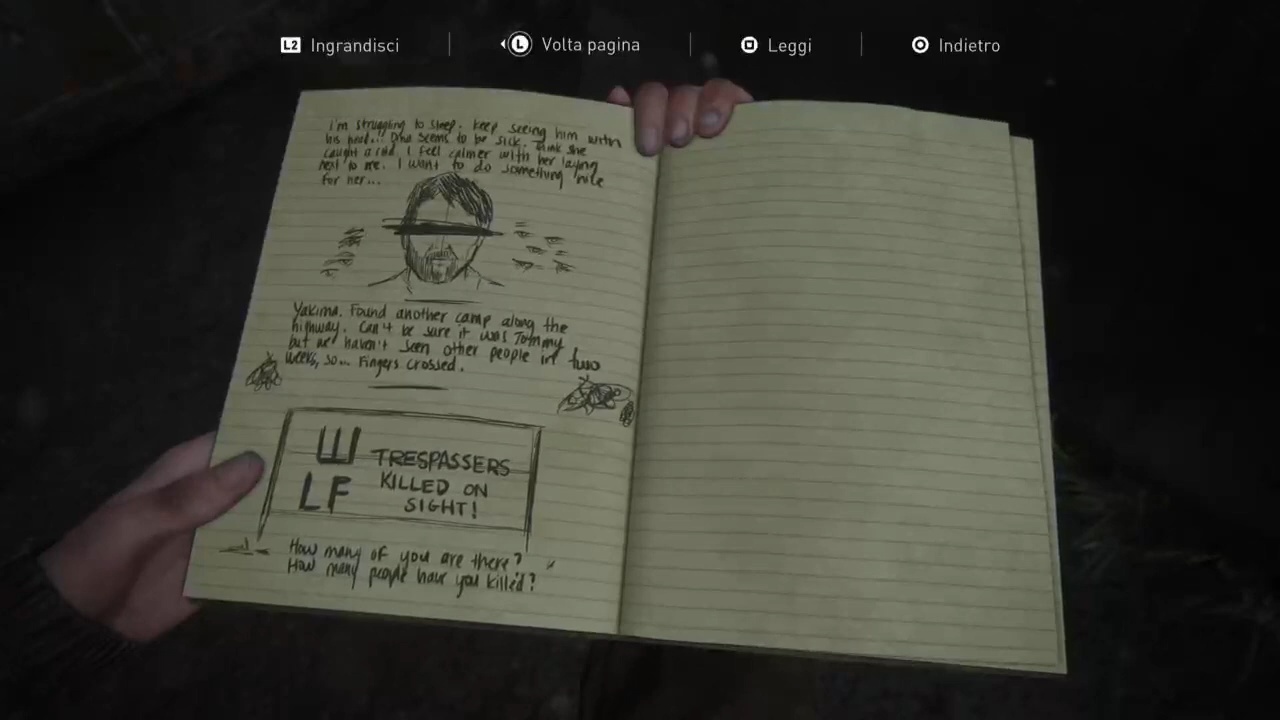 L2 Ingrandisci L Volta pagina Leggi Indietro
I'm struggling to sleep. Keep seeing him with
his head... Dina seems to be sick. Think she
caught a cold. I feel calmer with her laying
next to me. I want to do something nice
for her...
Yakima. Found another camp along the
highway. Can't be sure it was Tommy
but we haven't seen other people in two
weeks, so... Fingers crossed.
W TRESPASSERS
LF KILLED ON
SIGHT!
How many of you are there?
How many people have you killed?